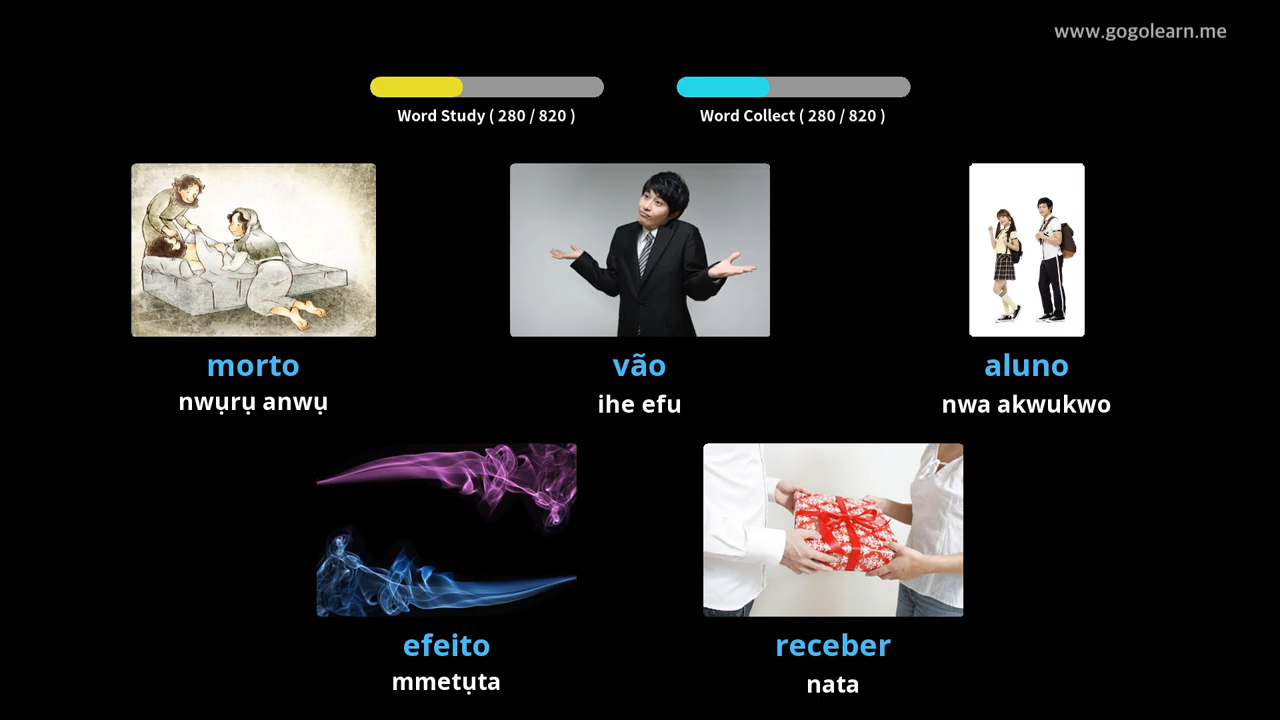 www.gogolearn.me
Word Study ( 280 / 820 )
Word Collect ( 280 / 820 )
morto
nwụrụ anwụ
vão
ihe efu
aluno
nwa akwukwo
efeito
mmetụta
receber
nata